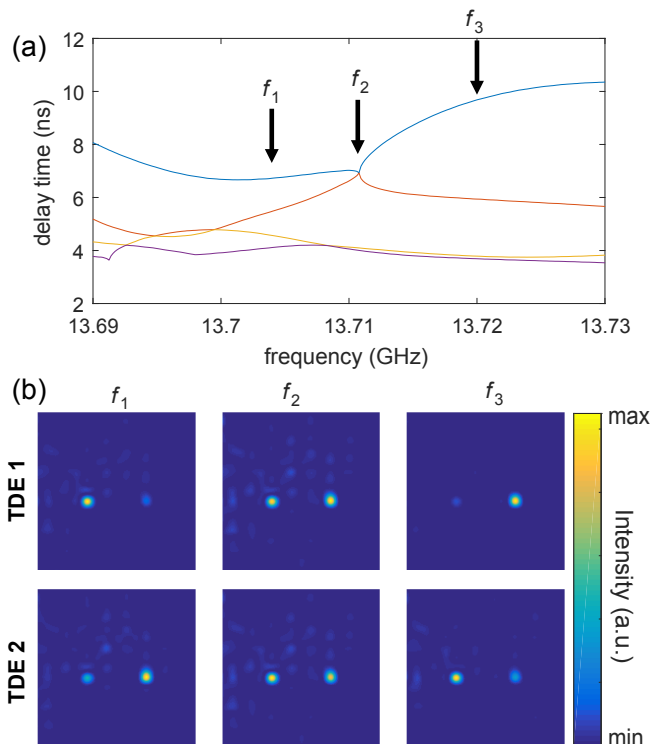 (a)
12
10
8
6
4
2
delay time (ns)
f1
f2
f3
13.69
13.7
13.71
13.72
13.73
frequency (GHz)
(b)
f1
f2
f3
TDE 1
TDE 2
max
Intensity (a.u.)
min